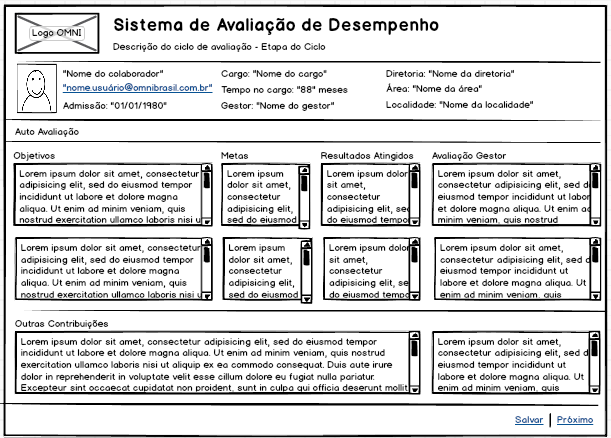 Logo OMNI
Sistema de Avaliação de Desempenho
Descrição do ciclo de avaliação - Etapa do Ciclo
"Nome do colaborador"
"nome.usuário@omnibrasil.com.br"
Admissão: "01/01/1980"
Cargo: "Nome do cargo"
Tempo no cargo: "88" meses
Gestor: "Nome do gestor"
Diretoria: "Nome da diretoria"
Área: "Nome da área"
Localidade: "Nome da localidade"
Auto Avaliação
Objetivos
Lorem ipsum dolor sit amet, consectetur
adipisicing elit, sed do eiusmod tempor
incididunt ut labore et dolore magna
aliqua. Ut enim ad minim veniam, quis
nostrud exercitation ullamco laboris nisi u
Metas
Lorem ipsum
dolor sit amet,
consectetur
adipisicing elit,
sed do eiusmod
Resultados Atingidos
Lorem ipsum dolor
sit amet,
consectetur
adipisicing elit,
sed do eiusmod tempo
Avaliação Gestor
Lorem ipsum dolor sit amet,
consectetur adipisicing elit, sed d
eiusmod tempor incididunt ut labor
et dolore magna aliqua. Ut enim ad
minim veniam, quis nostrud
Lorem ipsum dolor sit amet, consectetur
adipisicing elit, sed do eiusmod tempor
incididunt ut labore et dolore magna
aliqua. Ut enim ad minim veniam, quis
nostrud exercitation ullamco laboris nisi u
Lorem ipsum
dolor sit amet,
consectetur
adipisicing elit,
sed do eiusmod
Lorem ipsum dolor
sit amet,
consectetur
adipisicing elit,
sed do eiusmod tempo
Lorem ipsum dolor sit amet,
consectetur adipisicing elit, sed d
eiusmod tempor incididunt ut
labore et dolore magna aliqua. Ut
enim ad minim veniam, quis
Outras Contribuições
Lorem ipsum dolor sit amet, consectetur adipisicing elit, sed do eiusmod tempor
incididunt ut labore et dolore magna aliqua. Ut enim ad minim veniam, quis nostrud
exercitation ullamco laboris nisi ut aliquip ex ea commodo consequat. Duis aute irure
dolor in reprehenderit in voluptate velit esse cillum dolore eu fugiat nulla pariatur.
Excepteur sint occaecat cupidatat non proident, sunt in culpa qui officia deserunt mollit
Lorem ipsum dolor sit amet,
consectetur adipisicing elit, sed d
eiusmod tempor incididunt ut
labore et dolore magna aliqua. Ut
enim ad minim veniam, quis
Salvar | Próximo